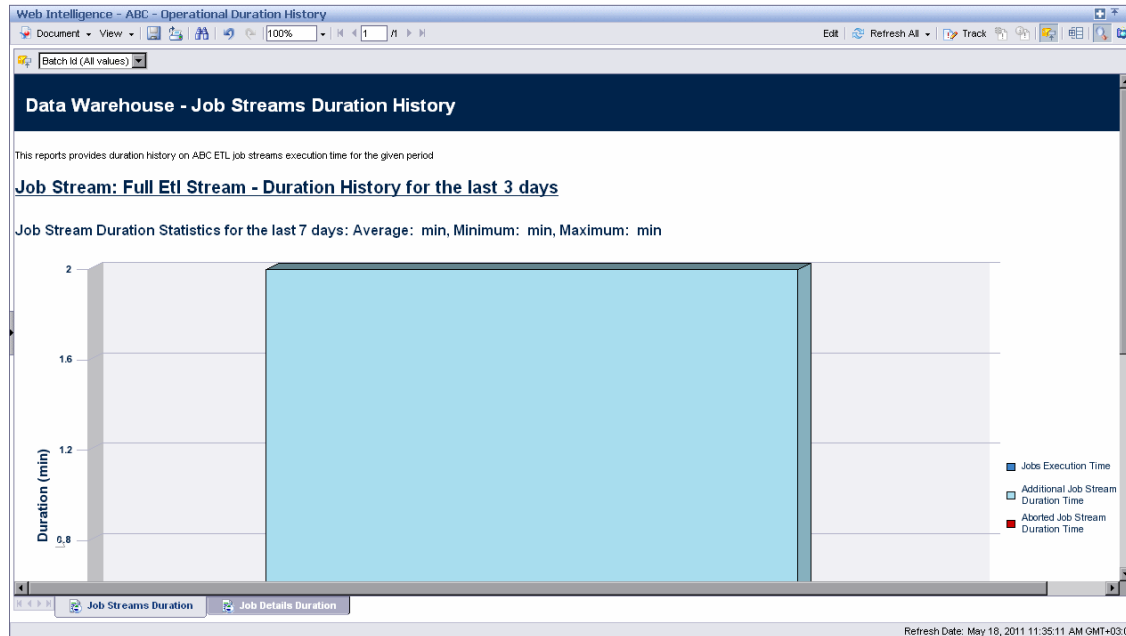 Web Intelligence - ABC - Operational Duration History
Document View 100% 1 /1 Edit Refresh All Track
Batch Id (All values)
Data Warehouse - Job Streams Duration History
This reports provides duration history on ABC ETL job streams execution time for the given period
Job Stream: Full Etl Stream - Duration History for the last 3 days
Job Stream Duration Statistics for the last 7 days: Average: min, Minimum: min, Maximum: min
2
1.6
1.2
0.8
Duration (min)
Jobs Execution Time
Additional Job Stream
Duration Time
Aborted Job Stream
Duration Time
Job Streams Duration Job Details Duration
Refresh Date: May 18, 2011 11:35:11 AM GMT+03:0